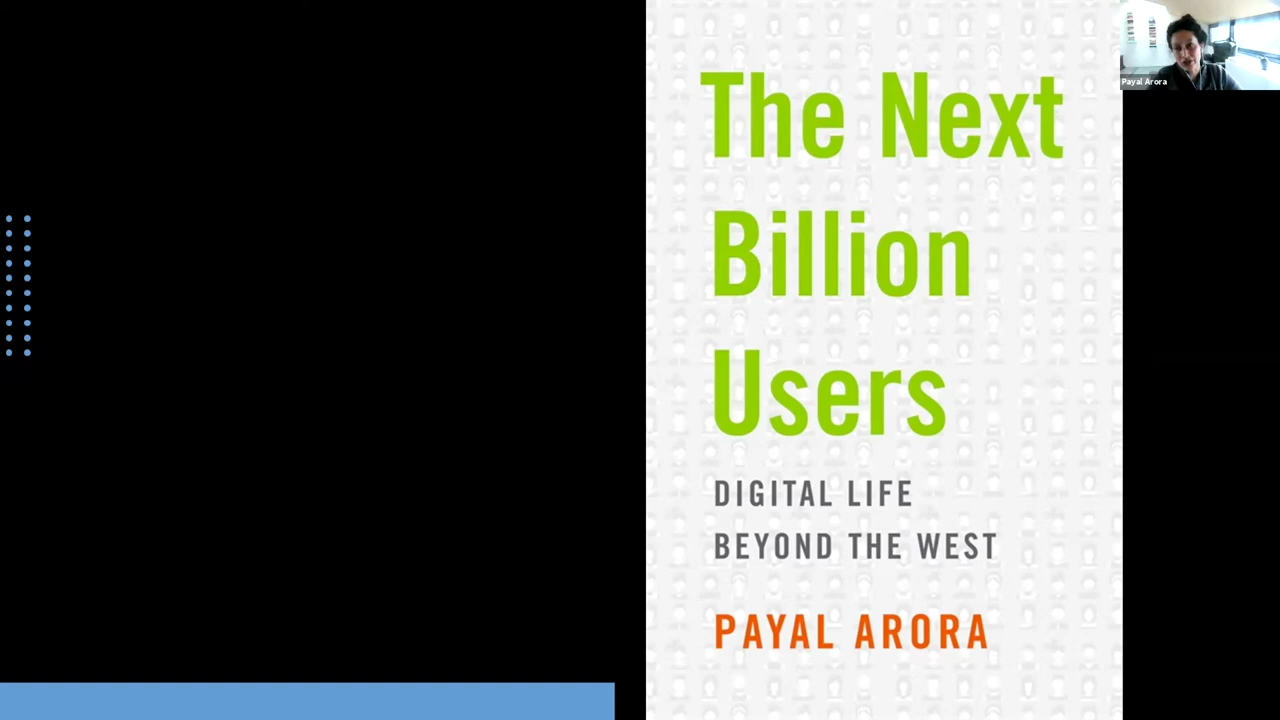 The Next
Billion
Users
DIGITAL LIFE
BEYOND THE WEST
PAYAL ARORA
Payal Arora